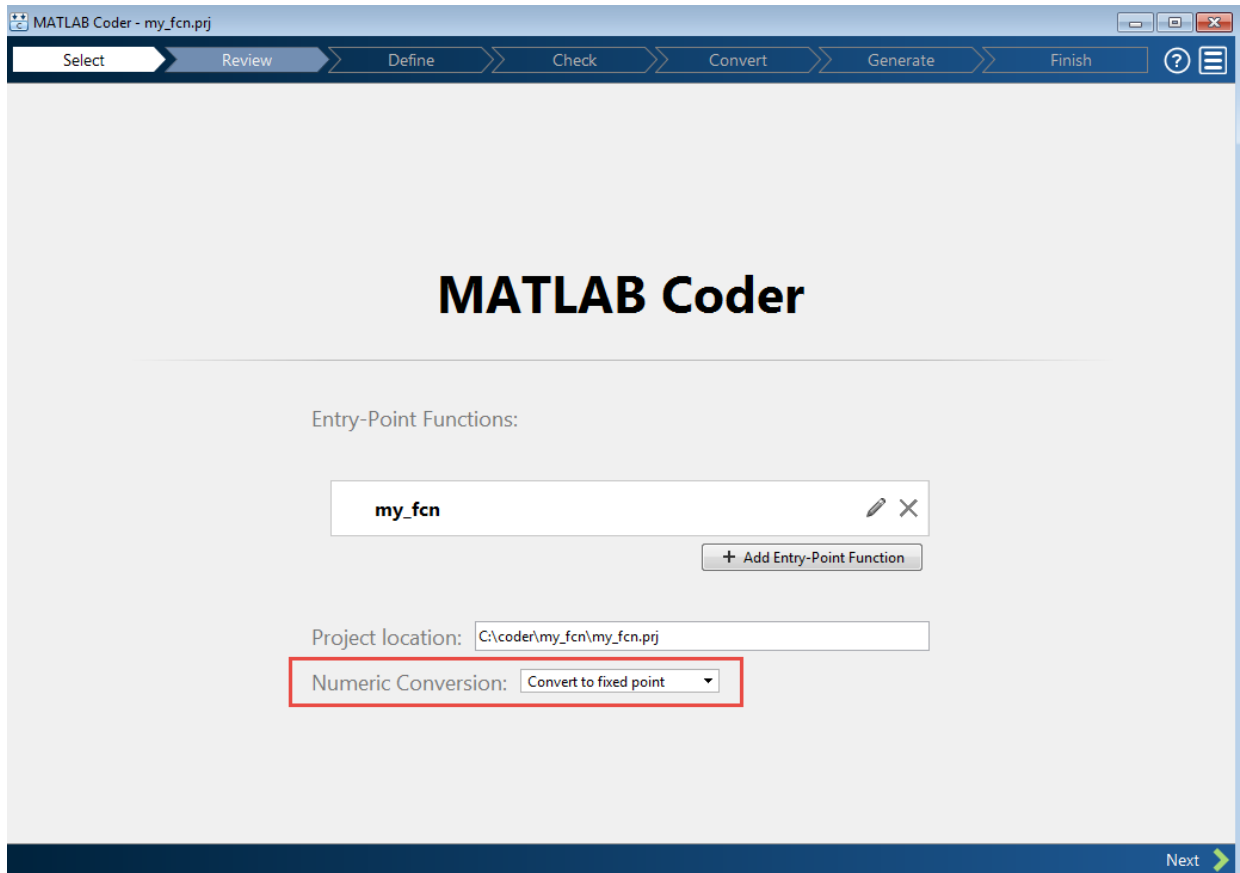 MATLAB Coder - my_fcn.prj
Select Review Define Check Convert Generate Finish ?
MATLAB Coder
Entry-Point Functions:
my_fcn
+ Add Entry-Point Function
Project location: C:\coder\my_fcn\my_fcn.prj
Numeric Conversion: Convert to fixed point
Next